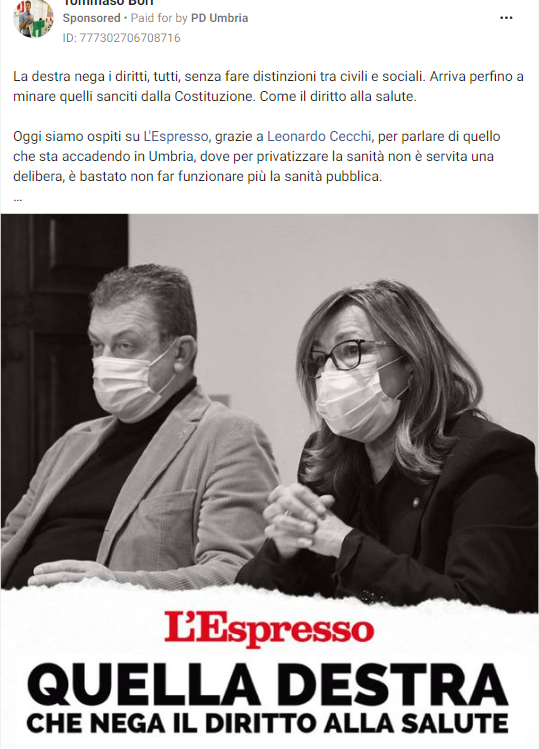 Tommaso Bori
Sponsored • Paid for by PD Umbria
ID: 777302706708716
La destra nega i diritti, tutti, senza fare distinzioni tra civili e sociali. Arriva perfino a
minare quelli sanciti dalla Costituzione. Come il diritto alla salute.
Oggi siamo ospiti su L'Espresso, grazie a Leonardo Cecchi, per parlare di quello
che sta accadendo in Umbria, dove per privatizzare la sanità non è servita una
delibera, è bastato non far funzionare più la sanità pubblica.
...
L'Espresso
QUELLA DESTRA
CHE NEGA IL DIRITTO ALLA SALUTE